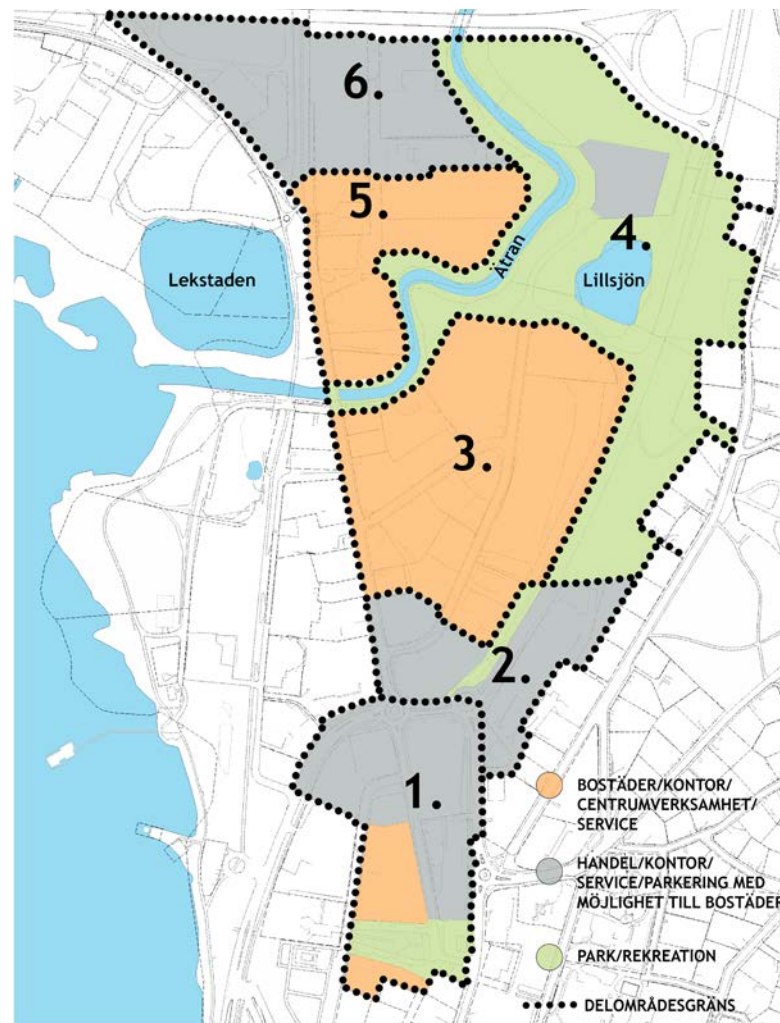 6.
5.
4.
Ätran
Lekstaden
Lillsjön
3.
2.
1.
BOSTÄDER/KONTOR/
CENTRUMVERKSAMHET/
SERVICE
HANDEL/KONTOR/
SERVICE/PARKERING MED
MÖJLIGHET TILL BOSTÄDER
PARK/REKREATION
DELOMRÅDESGRÄNS